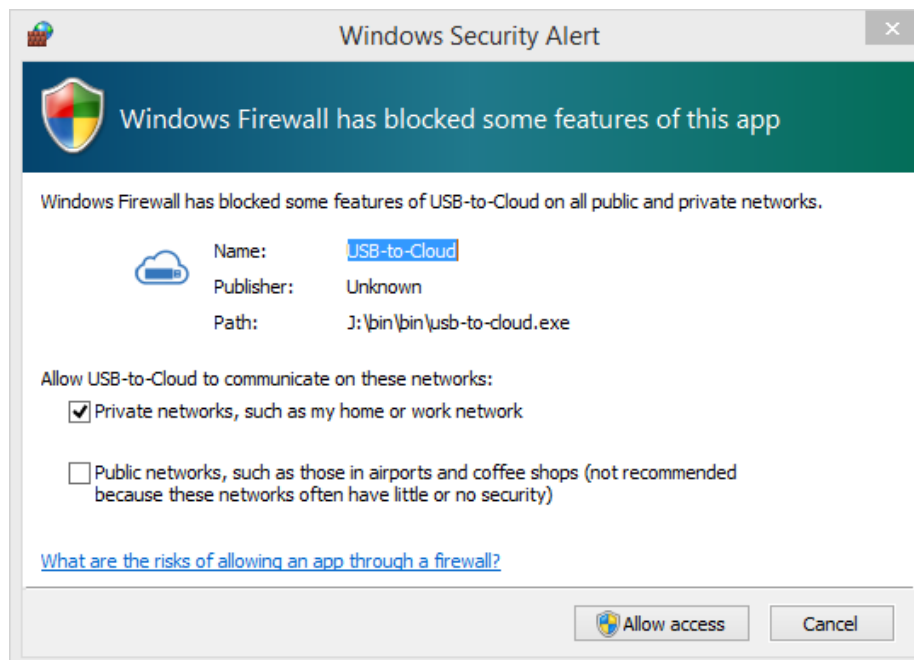 Windows Security Alert
Windows Firewall has blocked some features of this app
Windows Firewall has blocked some features of USB-to-Cloud on all public and private networks.
Name: USB-to-Cloud
Publisher: Unknown
Path: J:\bin\bin\usb-to-cloud.exe
Allow USB-to-Cloud to communicate on these networks:
Private networks, such as my home or work network
Public networks, such as those in airports and coffee shops (not recommended
because these networks often have little or no security)
What are the risks of allowing an app through a firewall?
Allow access Cancel